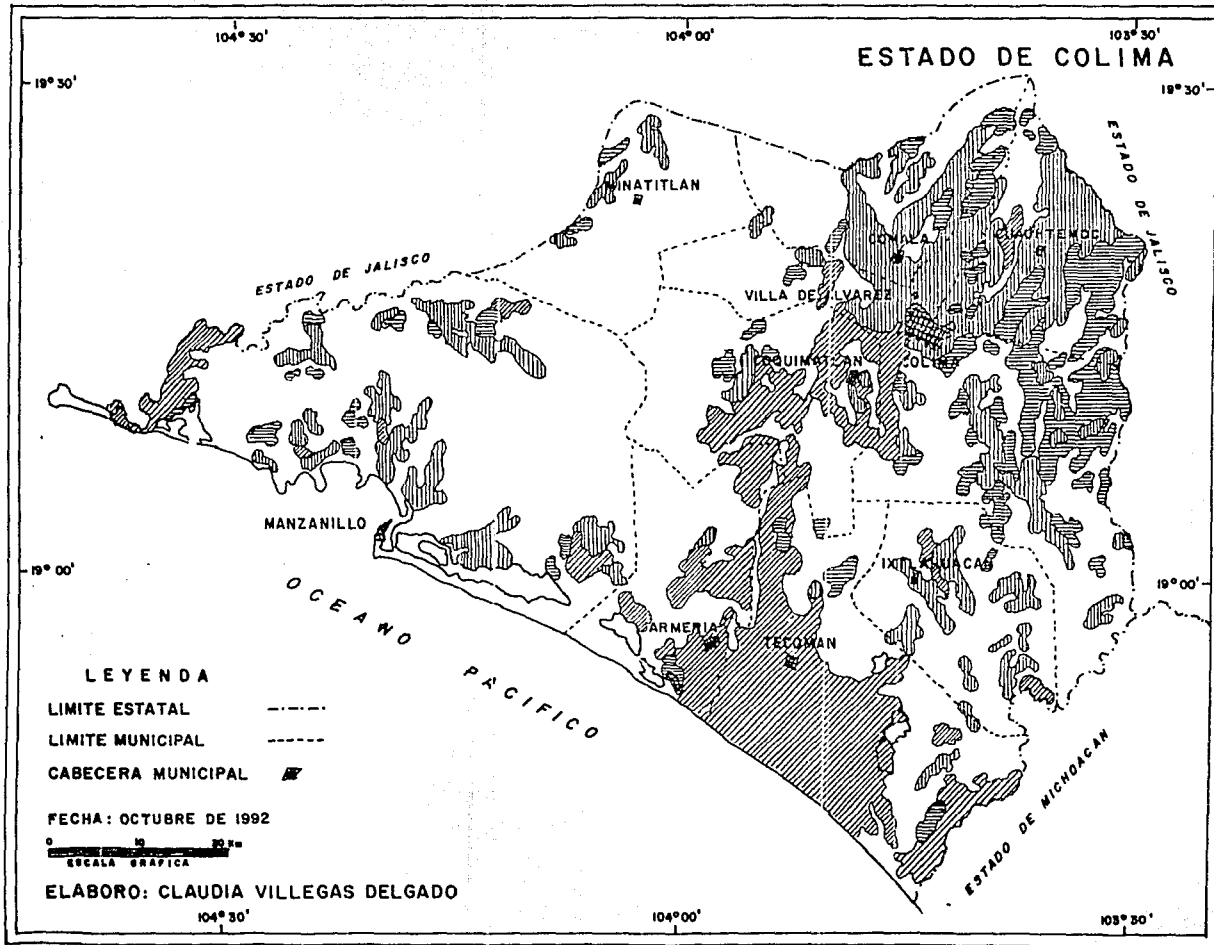 104° 30'
104° 00'
103° 30'
ESTADO DE COLIMA
19° 30'
19° 30'
ESTADO DE JALISCO
MINATITLAN
COMALA
CUAUHTEMOC
ESTADO DE JALISCO
VILLA DE ALVAREZ
COQUIMATLAN
COLIMA
MANZANILLO
IXTLAHUACAN
19° 00'
19° 00'
OCEANO PACIFICO
ARMERIA
TECOMAN
LEYENDA
LIMITE ESTATAL
LIMITE MUNICIPAL
CABECERA MUNICIPAL
ESTADO DE MICHOACAN
FECHA: OCTUBRE DE 1992
0 10 20 Km
ESCALA GRAFICA
ELABORO: CLAUDIA VILLEGAS DELGADO
104° 30'
104° 00'
103° 30'